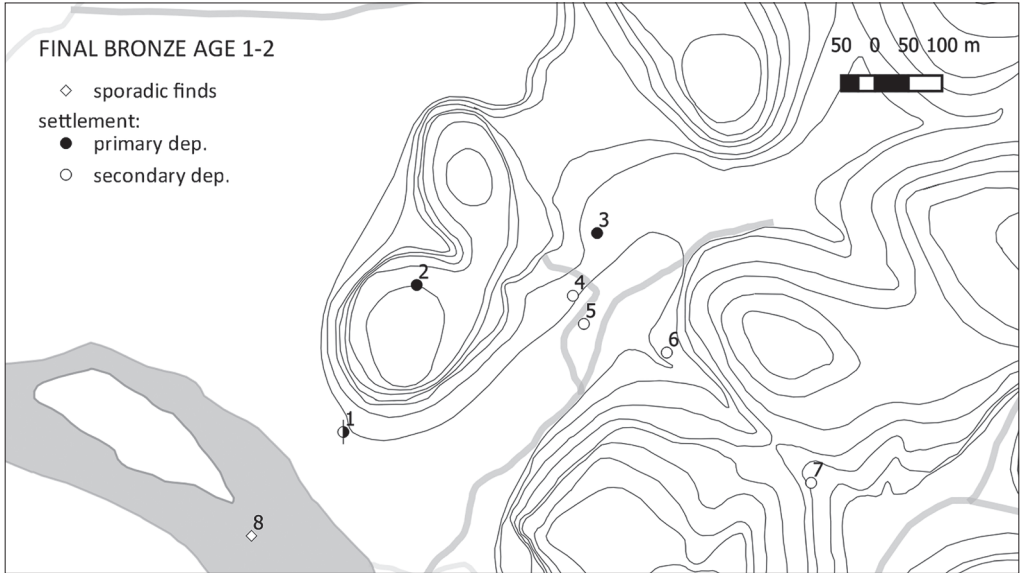 FINAL BRONZE AGE 1-2
sporadic finds
settlement:
primary dep.
secondary dep.
50 0 50 100 m
3
2
4
5
6
1
7
8